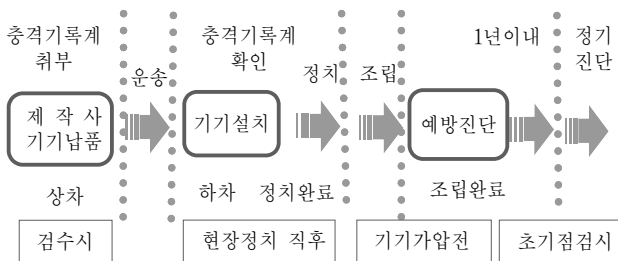 충격기록계
취부
운송
충격기록계
확인
정치
조립
1년이내
정기
진단
제 작 사
기기납품
기기설치
예방진단
상차
하차
정치완료
조립완료
검수시
현장정치 직후
기기가압전
초기점검시